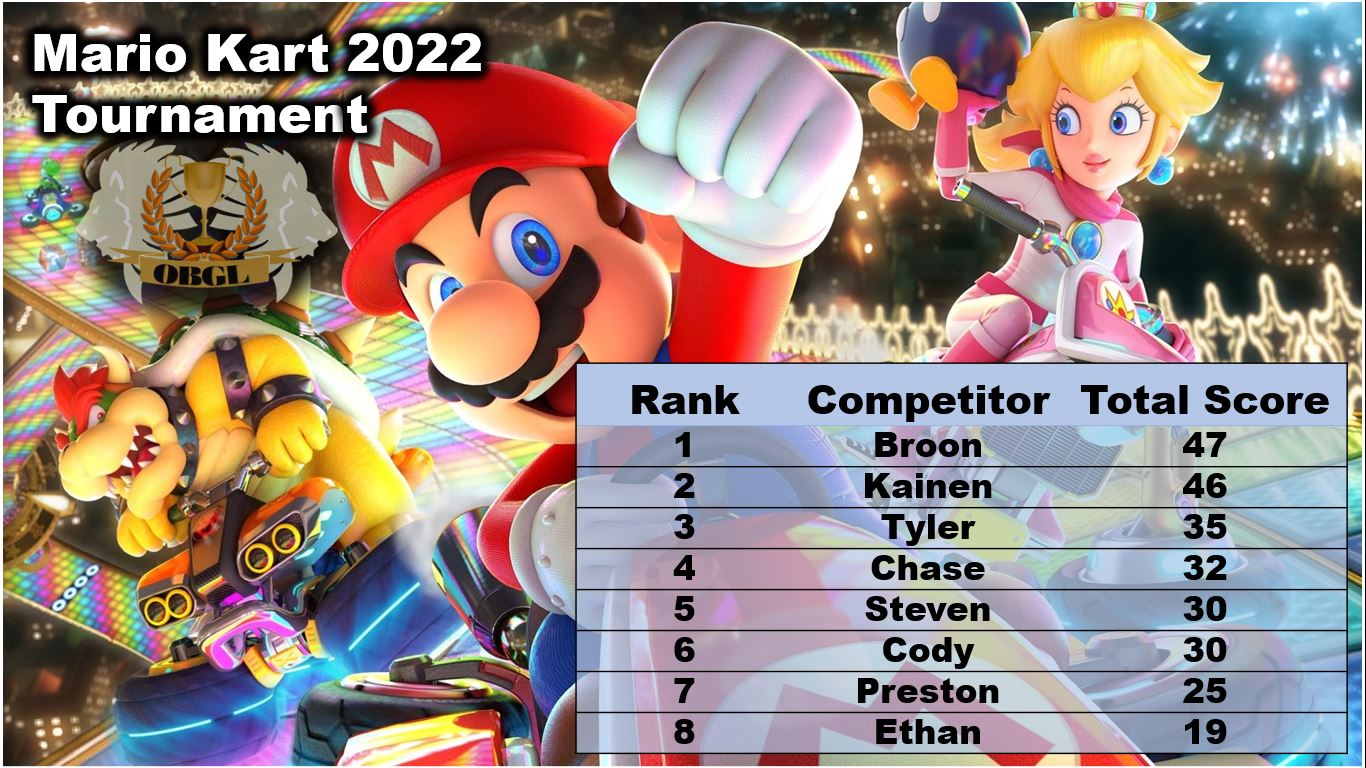 Mario Kart 2022
Tournament
M
OBGL
Rank Competitor Total Score
1 Broon 47
2 Kainen 46
3 Tyler 35
4 Chase 32
5 Steven 30
6 Cody 30
7 Preston 25
8 Ethan 19
M